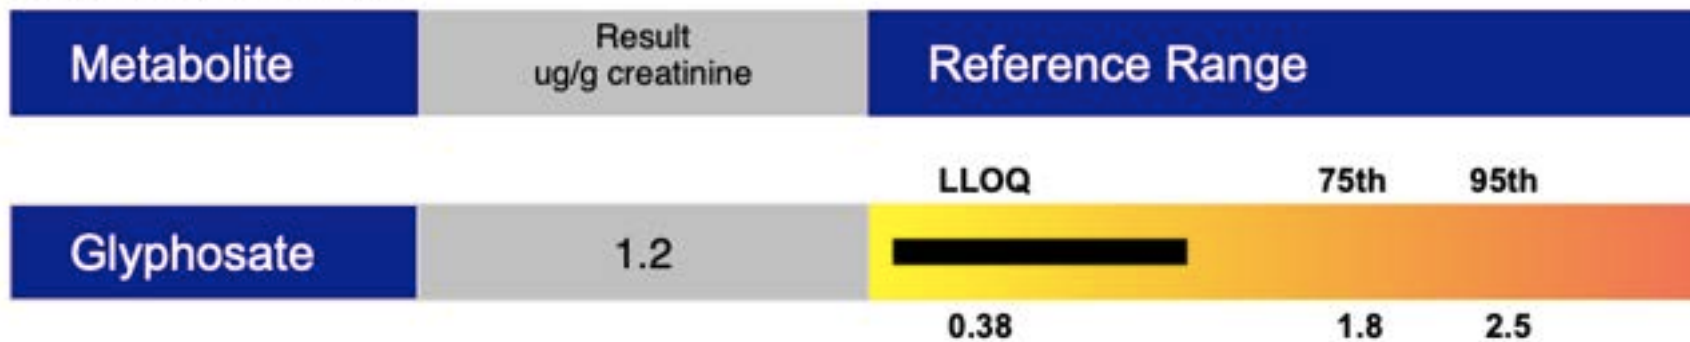 Metabolite
Result
ug/g creatinine
Reference Range
LLOQ 75th 95th
Glyphosate 1.2
0.38 1.8 2.5